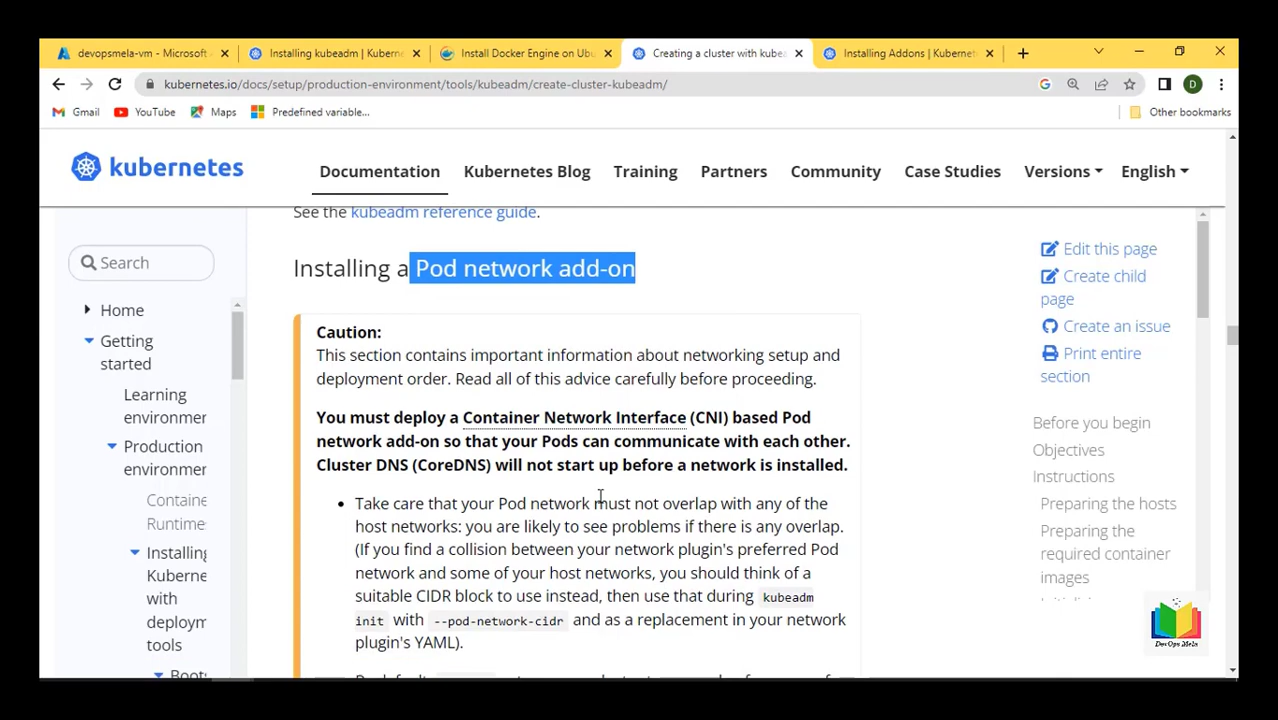 devopsmela-vm - Microsoft
Installing kubeadm | Kuberne
Install Docker Engine on Ubu
Creating a cluster with kubea
Installing Addons | Kubernet
kubernetes.io/docs/setup/production-environment/tools/kubeadm/create-cluster-kubeadm/
D
Gmail
YouTube
Maps
Predefined variable...
Other bookmarks
kubernetes
Documentation
Kubernetes Blog
Training
Partners
Community
Case Studies
Versions
English
Search
Home
Getting
started
Learning
environmer
Production
environme
Containe
Runtime
Installing
Kuberne
with
deploym
tools
See the kubeadm reference guide.
Installing a Pod network add-on
Caution:
This section contains important information about networking setup and
deployment order. Read all of this advice carefully before proceeding.
You must deploy a Container Network Interface (CNI) based Pod
network add-on so that your Pods can communicate with each other.
Cluster DNS (CoreDNS) will not start up before a network is installed.
• Take care that your Pod network must not overlap with any of the
host networks: you are likely to see problems if there is any overlap.
(If you find a collision between your network plugin's preferred Pod
network and some of your host networks, you should think of a
suitable CIDR block to use instead, then use that during kubeadm
init with --pod-network-cidr and as a replacement in your network
plugin's YAML).
Edit this page
Create child
page
Create an issue
Print entire
section
Before you begin
Objectives
Instructions
Preparing the hosts
Preparing the
required container
images
DevOps Mela